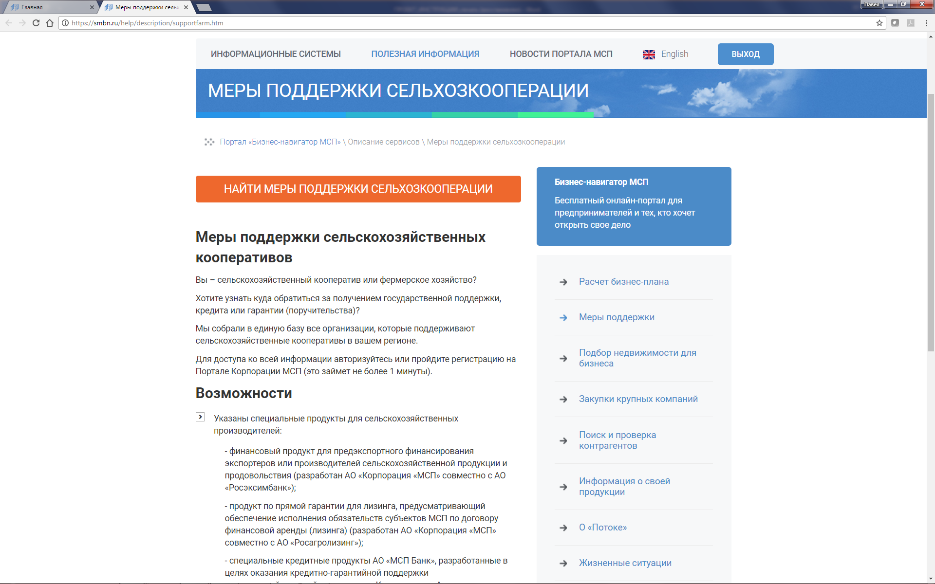 Главная
Меры поддержки сельх
Павел
https://smbn.ru/help/description/supportfarm.htm
ИНФОРМАЦИОННЫЕ СИСТЕМЫ
ПОЛЕЗНАЯ ИНФОРМАЦИЯ
НОВОСТИ ПОРТАЛА МСП
English
ВЫХОД
МЕРЫ ПОДДЕРЖКИ СЕЛЬХОЗКООПЕРАЦИИ
Портал «Бизнес-навигатор МСП» \ Описание сервисов \ Меры поддержки сельхозкооперации
НАЙТИ МЕРЫ ПОДДЕРЖКИ СЕЛЬХОЗКООПЕРАЦИИ
Меры поддержки сельскохозяйственных
кооперативов
Вы – сельскохозяйственный кооператив или фермерское хозяйство?
Хотите узнать куда обратиться за получением государственной поддержки,
кредита или гарантии (поручительства)?
Мы собрали в единую базу все организации, которые поддерживают
сельскохозяйственные кооперативы в вашем регионе.
Для доступа ко всей информации авторизуйтесь или пройдите регистрацию на
Портале Корпорации МСП (это займет не более 1 минуты).
Возможности
Указаны специальные продукты для сельскохозяйственных
производителей:
- финансовый продукт для предэкспортного финансирования
экспортеров или производителей сельскохозяйственной продукции и
продовольствия (разработан АО «Корпорация «МСП» совместно с АО
«Росэксимбанк»);
- продукт по прямой гарантии для лизинга, предусматривающий
обеспечение исполнения обязательств субъектов МСП по договору
финансовой аренды (лизинга) (разработан АО «Корпорация «МСП»
совместно с АО «Росагролизинг»);
- специальные кредитные продукты АО «МСП Банк», разработанные в
целях оказания кредитно-гарантийной поддержки
Бизнес-навигатор МСП
Бесплатный онлайн-портал для
предпринимателей и тех, кто хочет
открыть свое дело
Расчет бизнес-плана
Меры поддержки
Подбор недвижимости для
бизнеса
Закупки крупных компаний
Поиск и проверка
контрагентов
Информация о своей
продукции
О «Потоке»
Жизненные ситуации